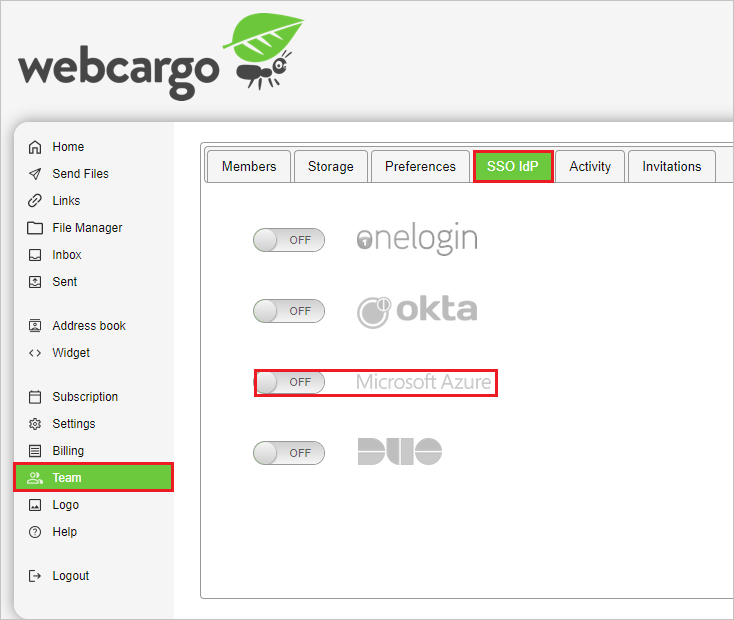 webcargo
Home
Send Files
Links
File Manager
Inbox
Sent
Address book
Widget
Subscription
Settings
Billing
Team
Logo
Help
Logout
Members Storage Preferences SSO IdP Activity Invitations
OFF onelogin
OFF okta
OFF Microsoft Azure
OFF DUO